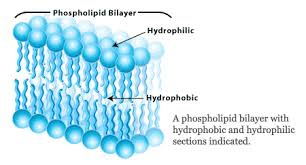 Phospholipid Bilayer
Hydrophilic
Hydrophobic
A phospholipid bilayer with
hydrophobic and hydrophilic
sections indicated.